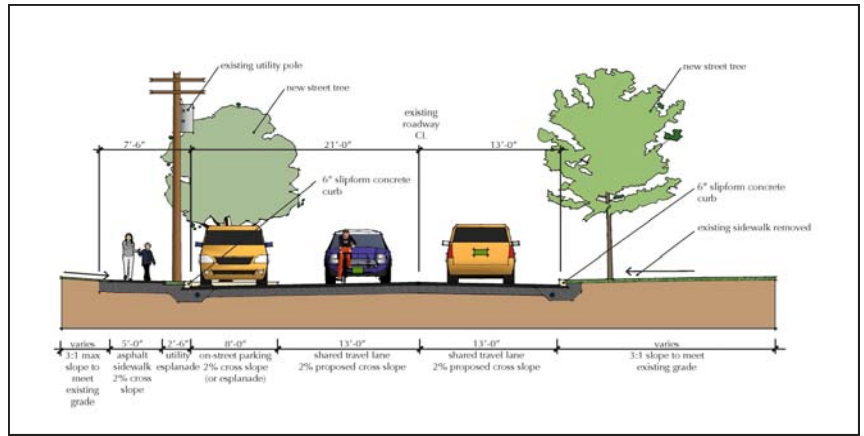 existing utility pole
new street tree
new street tree
existing
roadway
CL
7'-6"
21'-0"
13'-0"
6" slipform concrete
curb
6" slipform concrete
curb
existing sidewalk removed
varies
3:1 max
slope to
meet
existing
grade
5'-0"
asphalt
sidewalk
2% cross
slope
2'-6"
utility
esplanade
8'-0"
on-street parking
2% cross slope
(or esplanade)
13'-0"
shared travel lane
2% proposed cross slope
13'-0"
shared travel lane
2% proposed cross slope
varies
3:1 slope to meet
existing grade